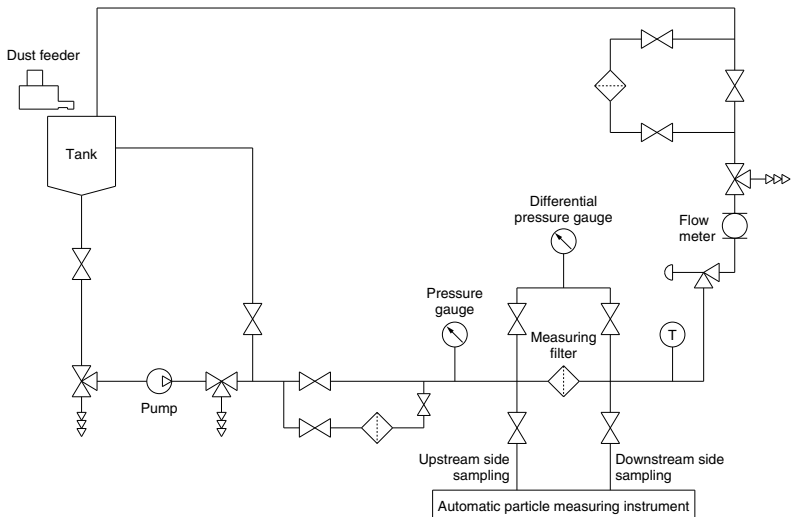 Dust feeder
Tank
Differential
pressure gauge
Flow
meter
Pressure
gauge
Measuring
filter
T
Pump
Upstream side
sampling
Downstream side
sampling
Automatic particle measuring instrument